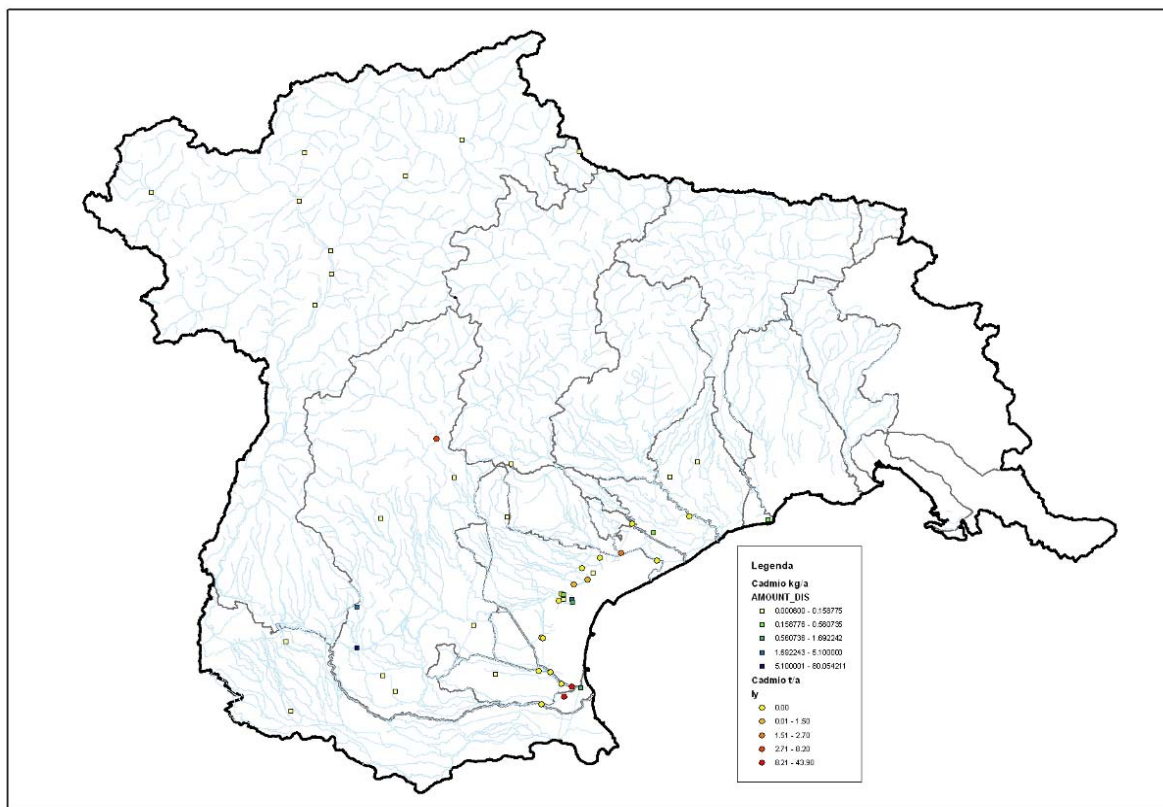 Legenda
Cadmio kg/a
AMOUNT_DIS
0.000600 - 0.158775
0.158776 - 0.560735
0.560736 - 1.692242
1.692243 - 5.100000
5.100001 - 80.054211
Cadmio t/a
ly
0.00
0.01 - 1.50
1.51 - 2.70
2.71 - 8.20
8.21 - 43.90